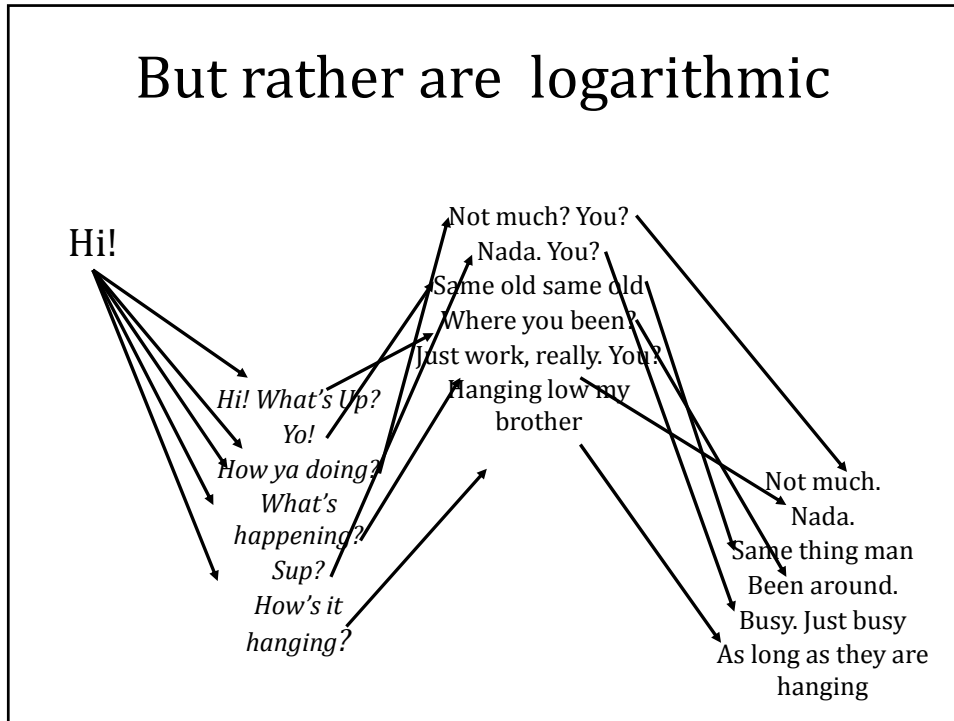 But rather are  logarithmic
Hi!
Hi! What’s Up?
Yo!
How ya doing?
What’s
happening?
Sup?
How’s it
hanging?
Not much? You?
Nada. You?
Same old same old
Where you been?
Just work, really. You?
Hanging low my
brother
Not much.
Nada.
Same thing man
Been around.
Busy. Just busy
As long as they are
hanging